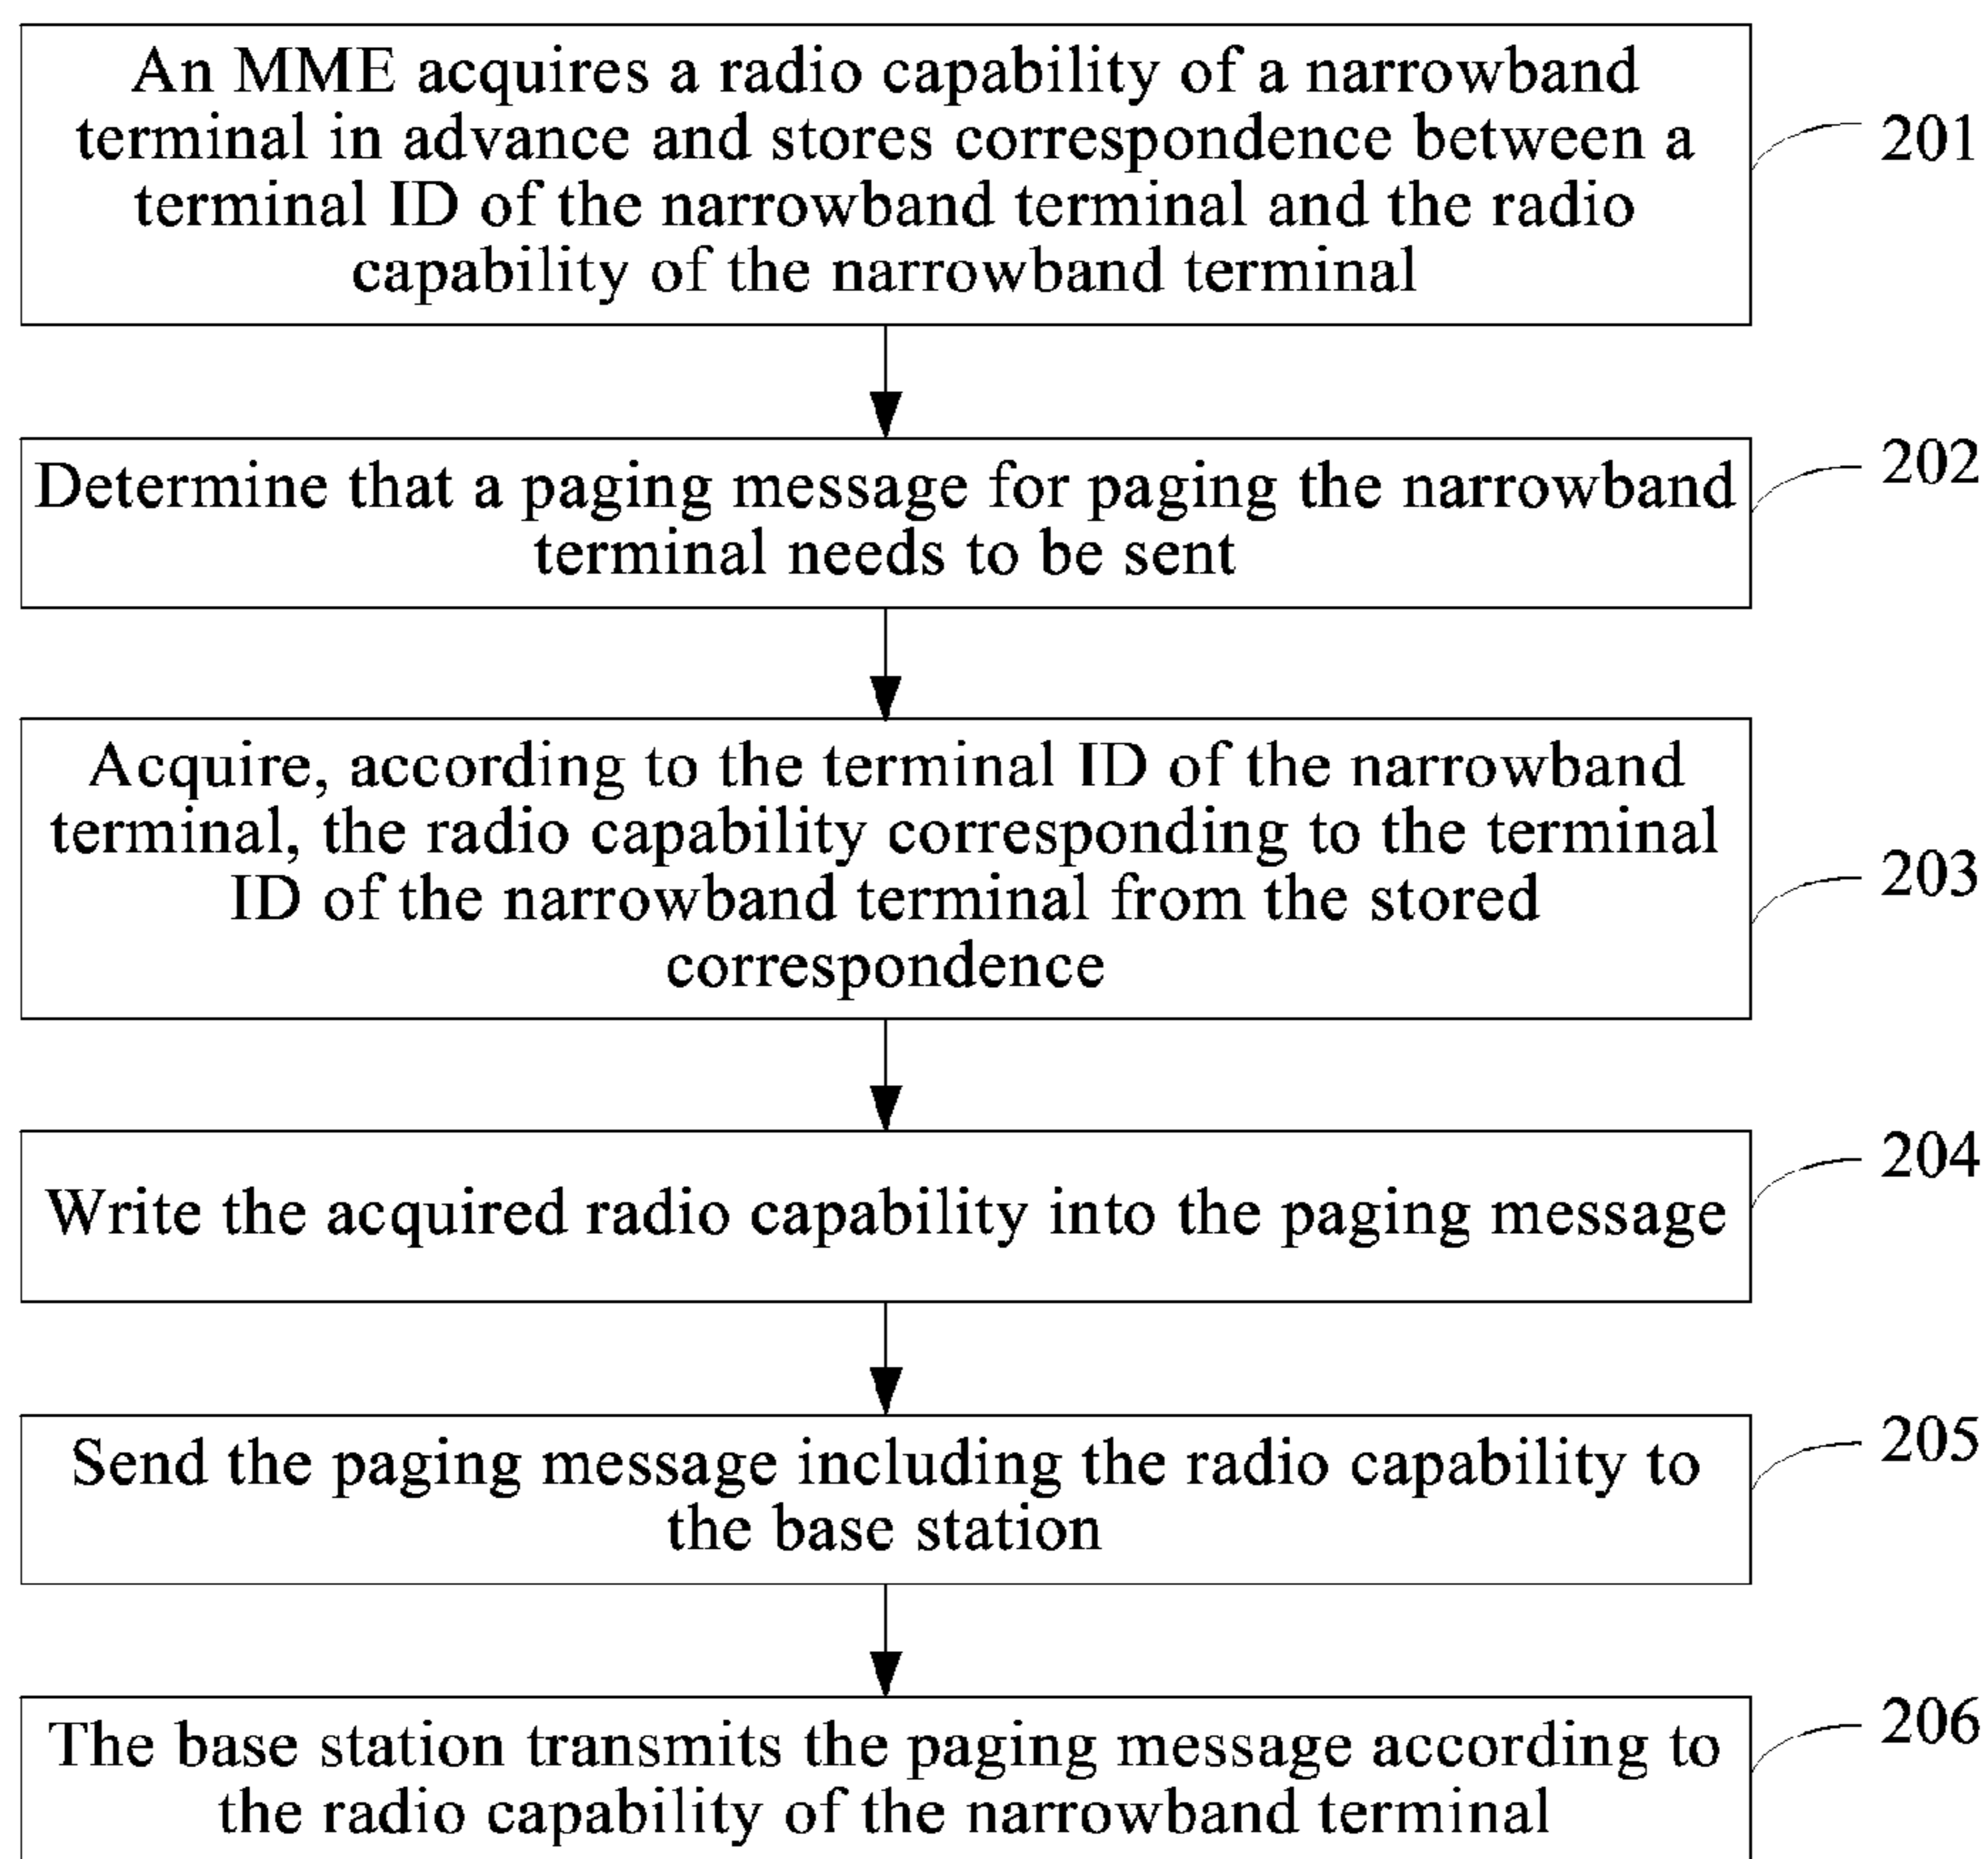 An MME acquires a radio capability of a narrowband
terminal in advance and stores correspondence between a
terminal ID of the narrowband terminal and the radio
capability of the narrowband terminal
201
Determine that a paging message for paging the narrowband
terminal needs to be sent
202
Acquire, according to the terminal ID of the narrowband
terminal, the radio capability corresponding to the terminal
ID of the narrowband terminal from the stored
correspondence
203
Write the acquired radio capability into the paging message
204
Send the paging message including the radio capability to
the base station
205
The base station transmits the paging message according to
the radio capability of the narrowband terminal
206